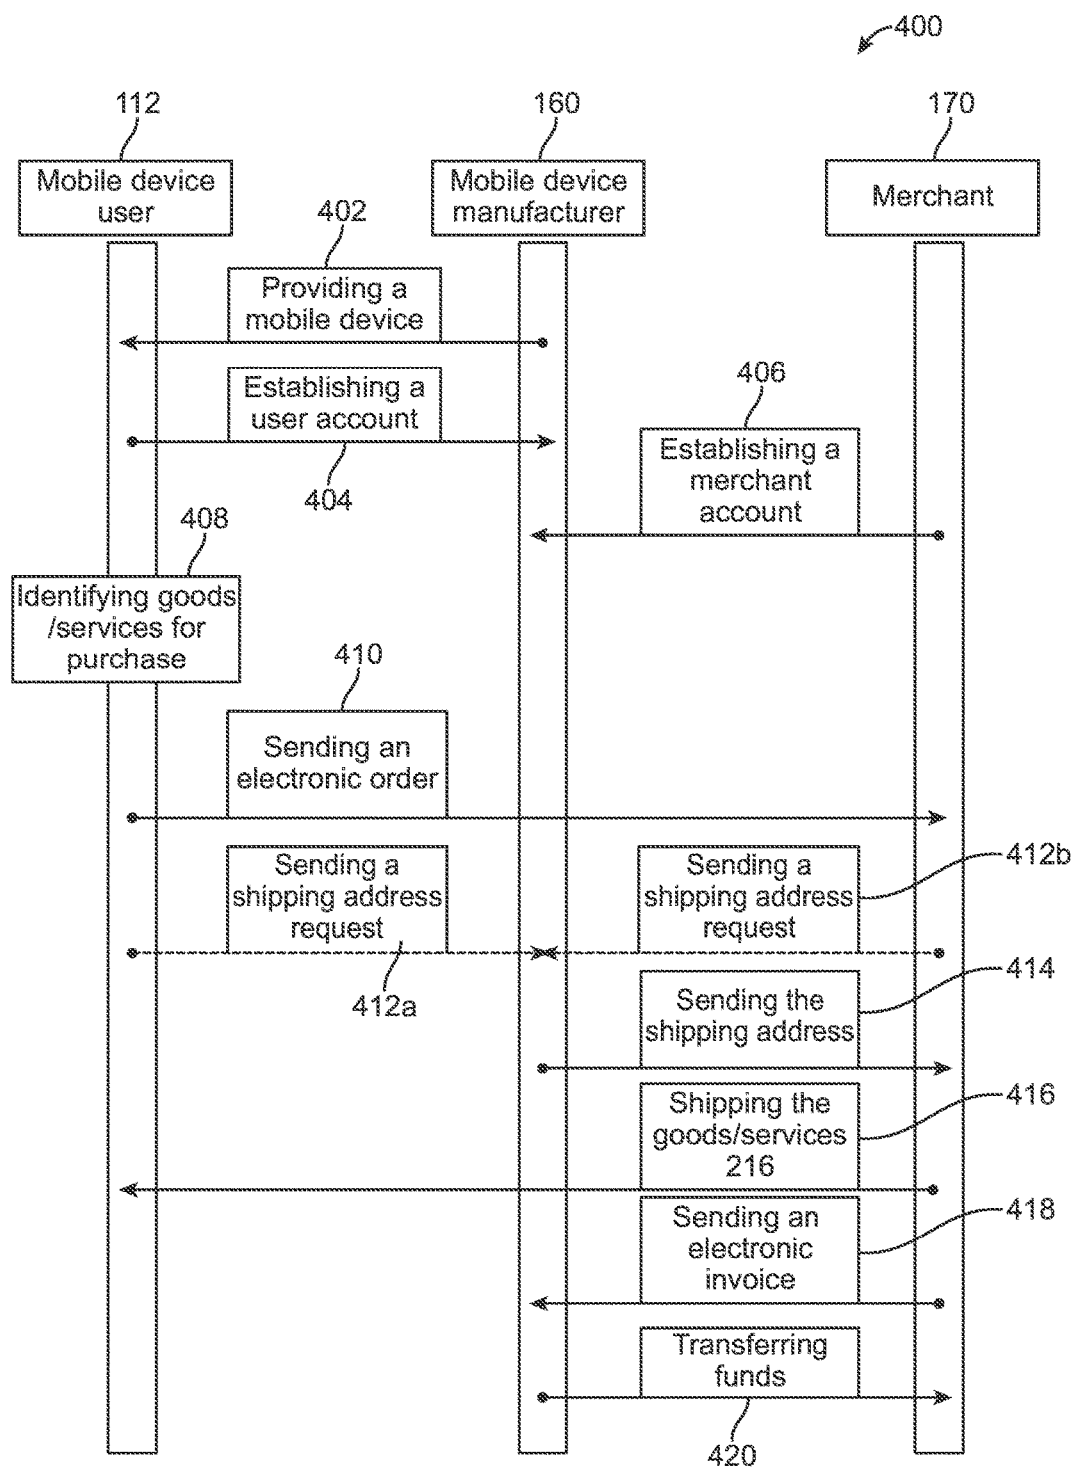 400
112
160
170
Mobile device
user
Mobile device
manufacturer
Merchant
402
Providing a
mobile device
Establishing a
user account
404
406
Establishing a
merchant
account
408
Identifying goods
/services for
purchase
410
Sending an
electronic order
Sending a
shipping address
request
412a
Sending a
shipping address
request
412b
Sending the
shipping address
414
Shipping the
goods/services
216
416
Sending an
electronic
invoice
418
Transferring
funds
420